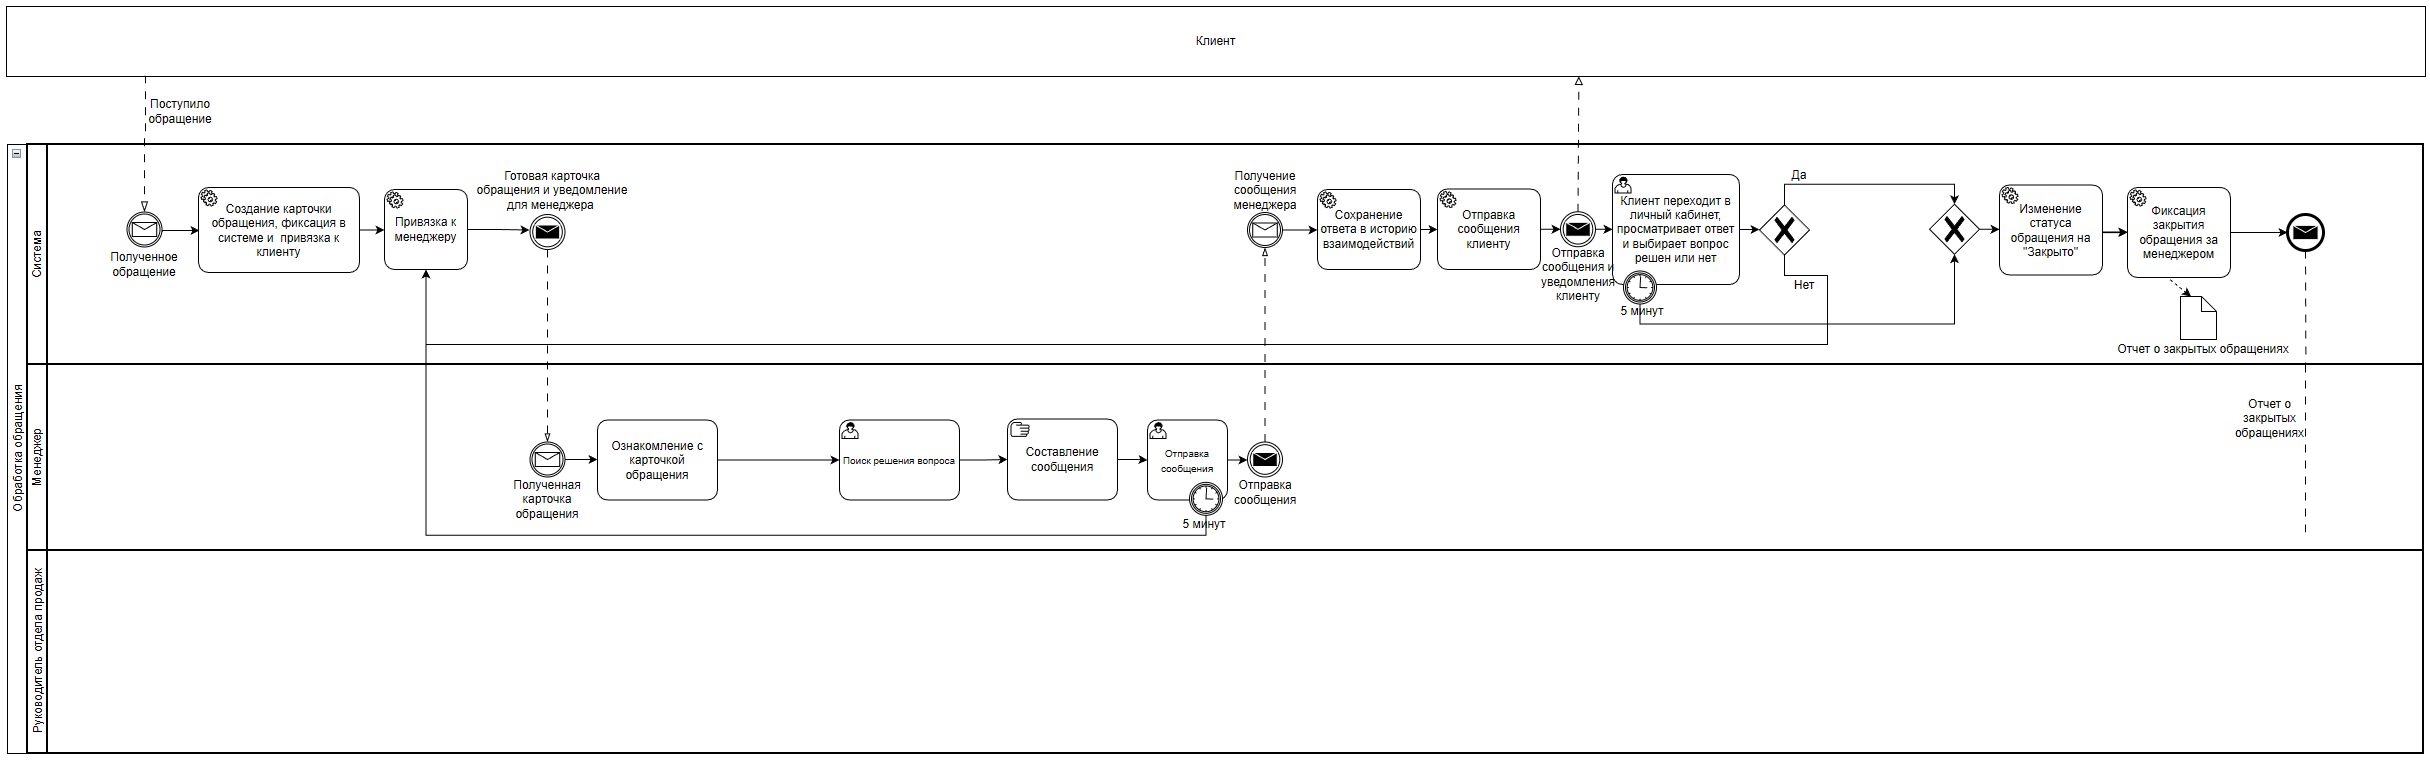 Клиент
Поступило
обращение
Обработка обращения
Система
Полученное
обращение
Создание карточки
обращения, фиксация в
системе и привязка к
клиенту
Привязка к
менеджеру
Готовая карточка
обращения и уведомление
для менеджера
Получение
сообщения
менеджера
Сохранение
ответа в историю
взаимодействий
Отправка
сообщения
клиенту
Отправка
сообщения и
уведомления
клиенту
Клиент переходит в
личный кабинет,
просматривает ответ
и выбирает вопрос
решен или нет
5 минут
Да
Нет
Изменение
статуса
обращения на
"Закрыто"
Фиксация
закрытия
обращения за
менеджером
Отчет о закрытых обращениях
Менеджер
Полученная
карточка
обращения
Ознакомление с
карточкой
обращения
Поиск решения вопроса
Составление
сообщения
Отправка
сообщения
5 минут
Отправка
сообщения
Отчет о
закрытых
обращениях
Руководитель отдела продаж